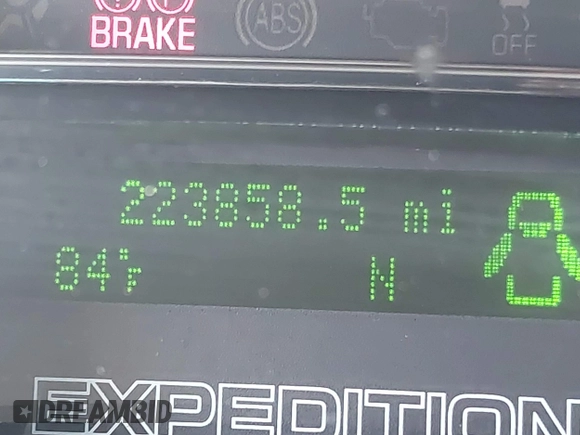 BRAKE ABS OFF
223858.5 mi
84°F N
EXPEDITION
DREAMBID